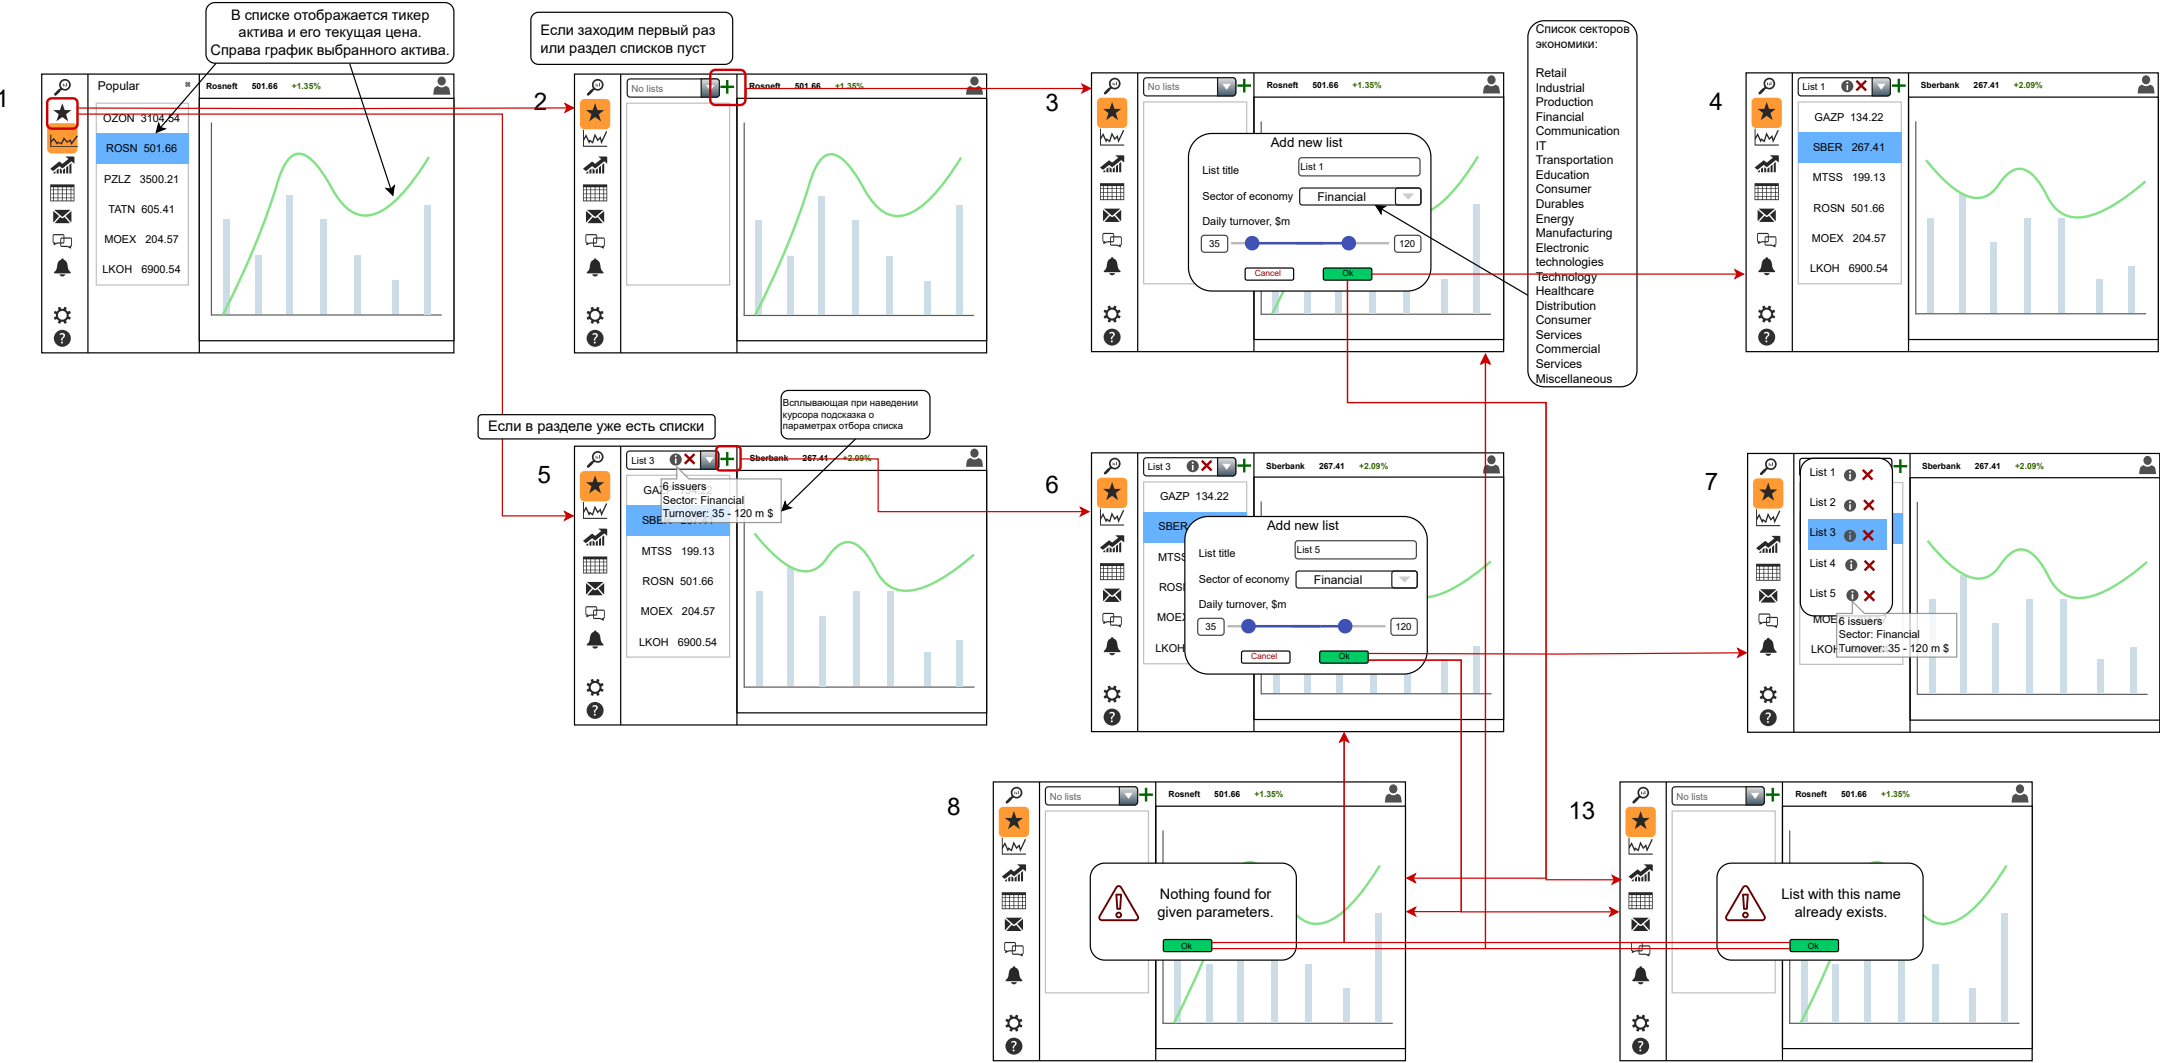 В списке отображается тикер
актива и его текущая цена.
Справа график выбранного актива.
1
Popular
Rosneft 501.66 +1.35%
OZON 3104.54
ROSN 501.66
PZLZ 3500.21
TATN 605.41
MOEX 204.57
LKOH 6900.54
?
Если заходим первый раз
или раздел списков пуст
2
No lists
Rosneft 501.66 +1.35%
?
3
No lists
Rosneft 501.66 +1.35%
Add new list
List title List 1
Sector of economy Financial
Daily turnover, $m
35 120
Cancel Ok
?
Список секторов
экономики:
Retail
Industrial
Production
Financial
Communication
IT
Transportation
Education
Consumer
Durables
Energy
Manufacturing
Electronic
technologies
Technology
Healthcare
Distribution
Consumer
Services
Commercial
Services
Miscellaneous
4
List 1
Sberbank 267.41 +2.09%
GAZP 134.22
SBER 267.41
MTSS 199.13
ROSN 501.66
MOEX 204.57
LKOH 6900.54
?
Если в разделе уже есть списки
Всплывающая при наведении
курсора подсказка о
параметрах отбора списка
5
List 3
Sberbank 267.41 +2.09%
GAZ
6 issuers
Sector: Financial
Turnover: 35 - 120 m $
SBER
MTSS 199.13
ROSN 501.66
MOEX 204.57
LKOH 6900.54
?
6
List 3
Sberbank 267.41 +2.09%
GAZP 134.22
SBER
MTSS
ROS
MOEX
LKOH
Add new list
List title List 5
Sector of economy Financial
Daily turnover, $m
35 120
Cancel Ok
?
7
Sberbank 267.41 +2.09%
List 1
List 2
List 3
List 4
List 5
MOE
LKOH
6 issuers
Sector: Financial
Turnover: 35 - 120 m $
?
8
No lists
Rosneft 501.66 +1.35%
Nothing found for
given parameters.
Ok
?
13
No lists
Rosneft 501.66 +1.35%
List with this name
already exists.
Ok
?